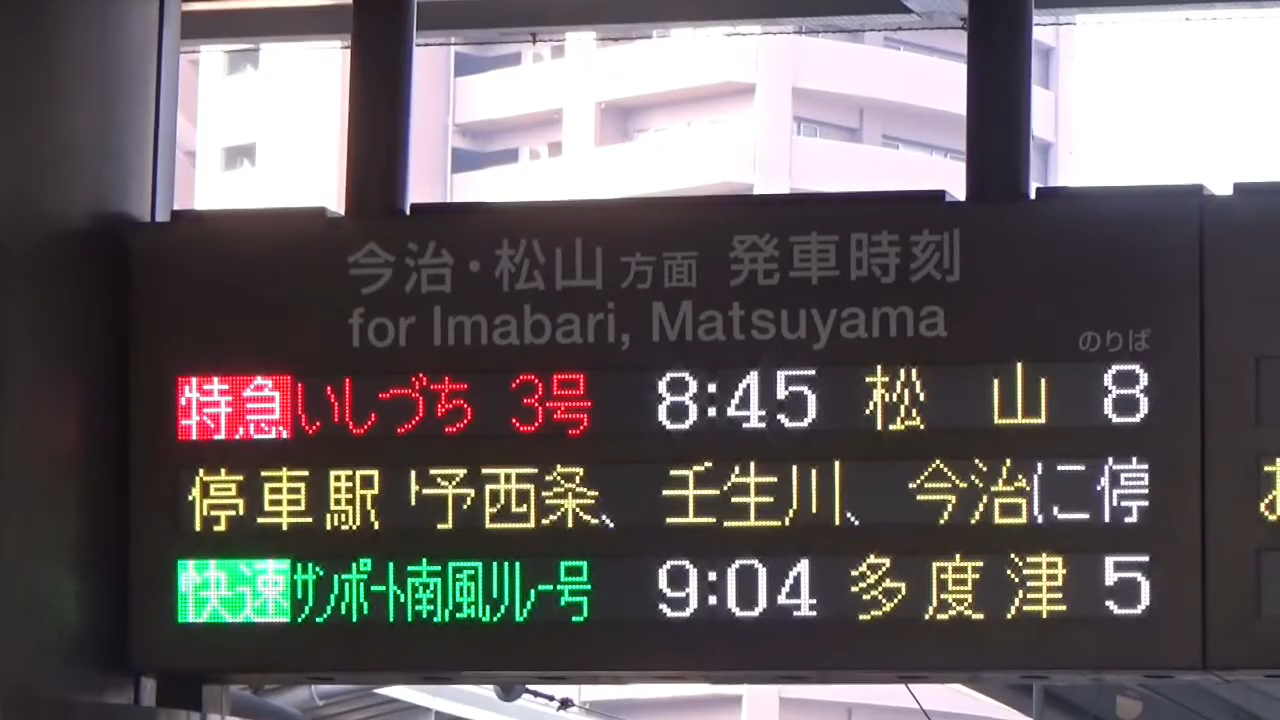 今治・松山方面 発車時刻
for Imabari, Matsuyama
のりば
特急 いしづち 3号 8:45 松山 8
停車駅 予西条、壬生川、今治に停
快速 サンポート南風リレー号 9:04 多度津 5